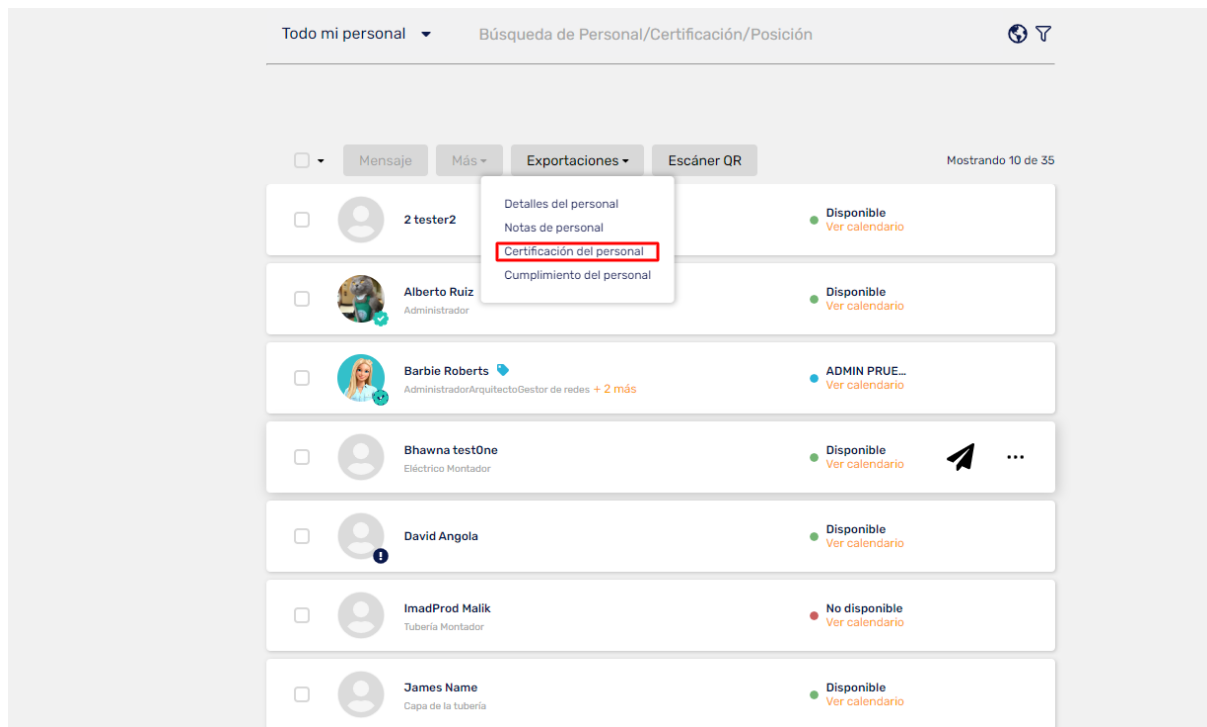 Todo mi personal
Búsqueda de Personal/Certificación/Posición
Mensaje
Más
Exportaciones
Escáner QR
Mostrando 10 de 35
Detalles del personal
Notas de personal
Certificación del personal
Cumplimiento del personal
2 tester2
Disponible
Ver calendario
Alberto Ruiz
Administrador
Disponible
Ver calendario
Barbie Roberts
AdministradorArquitectoGestor de redes + 2 más
ADMIN PRUE...
Ver calendario
Bhawna testOne
Eléctrico Montador
Disponible
Ver calendario
David Angola
Disponible
Ver calendario
ImadProd Malik
Tubería Montador
No disponible
Ver calendario
James Name
Capa de la tubería
Disponible
Ver calendario